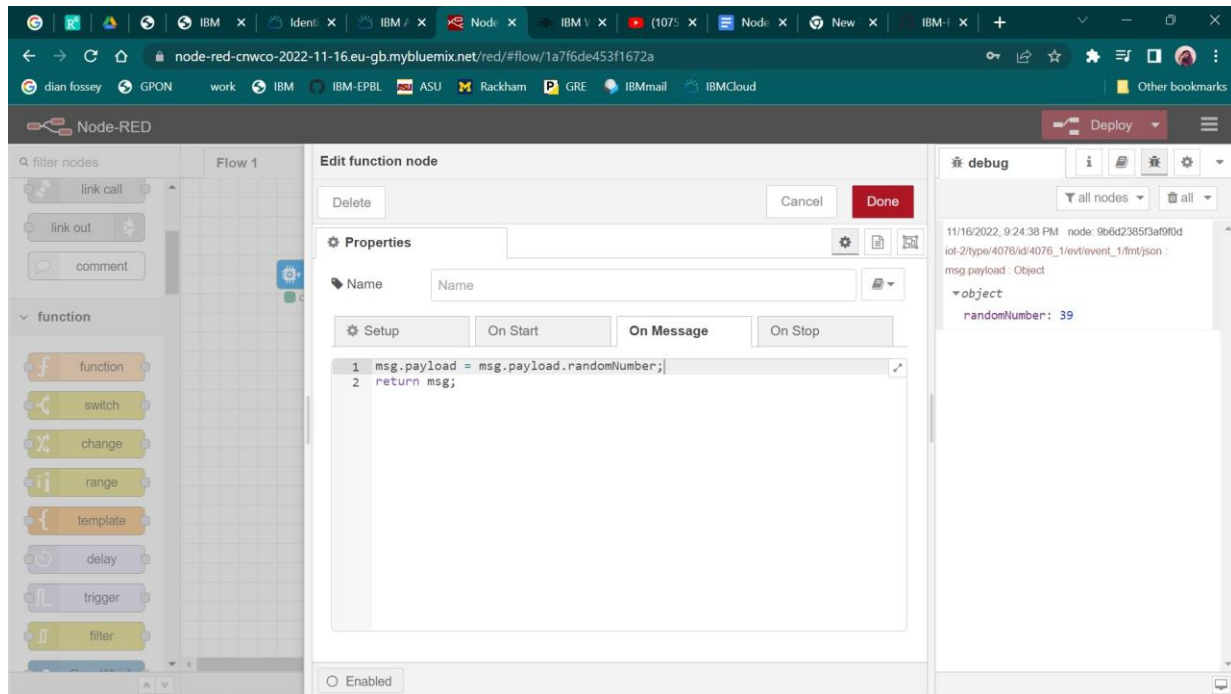 IBM
Identi
IBM /
Node
IBM V
(1075
Node
New
IBM-F
node-red-cnwco-2022-11-16.eu-gb.mybluemix.net/red/#flow/1a7f6de453f1672a
dian fossey GPON work IBM IBM-EPBL ASU Rackham GRE IBMmail IBMCloud Other bookmarks
Node-RED
Deploy
filter nodes
Flow 1
Edit function node
debug
link call
link out
comment
function
function
switch
change
range
template
delay
trigger
filter
Delete
Cancel
Done
Properties
Name
Name
Setup
On Start
On Message
On Stop
1 msg.payload = msg.payload.randomNumber;
2 return msg;
Enabled
all nodes
all
11/16/2022, 9:24:38 PM node: 9b6d2385f3af9f0d
iot-2/type/4076/id/4076_1/evt/event_1/fmt/json :
msg.payload : Object
object
randomNumber: 39